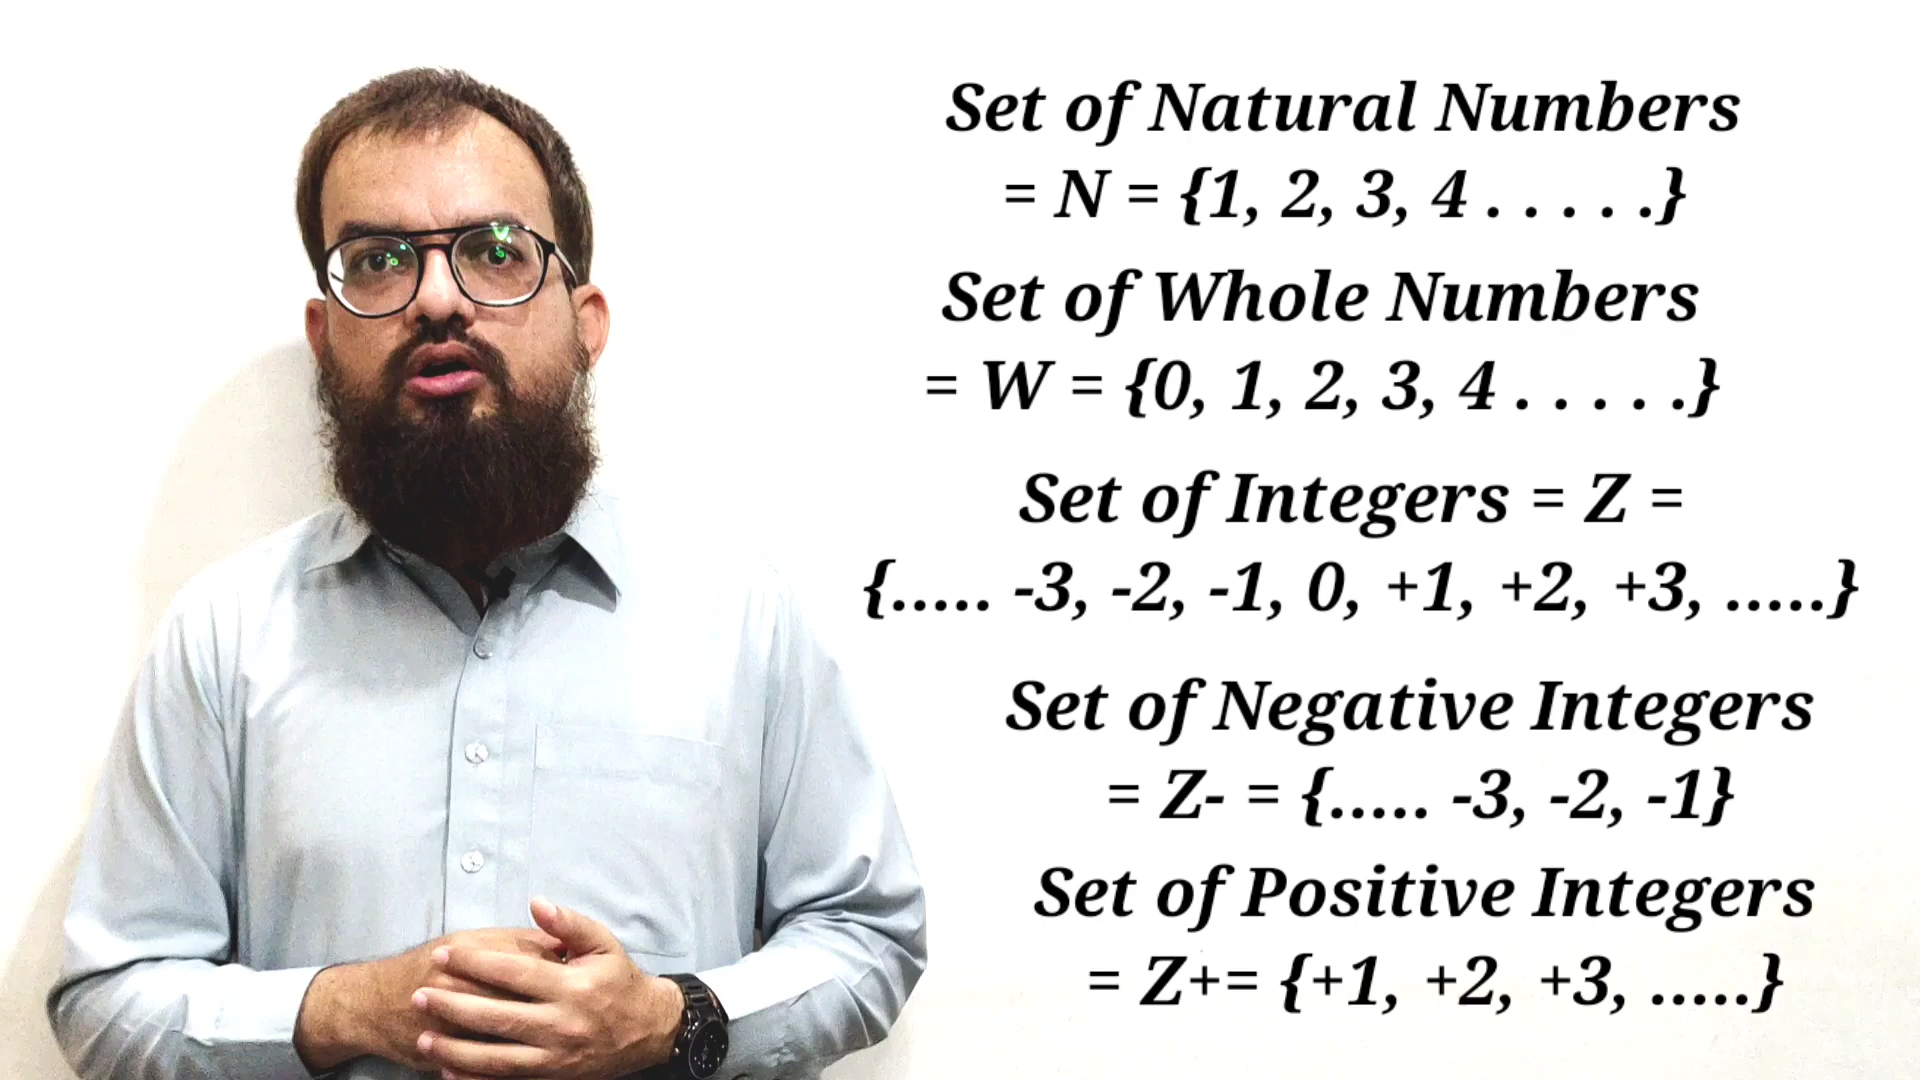 Set of Natural Numbers
= N = {1, 2, 3, 4 . . . . .}
Set of Whole Numbers
= W = {0, 1, 2, 3, 4 . . . . .}
Set of Integers = Z =
{..... -3, -2, -1, 0, +1, +2, +3, .....}
Set of Negative Integers
= Z- = {..... -3, -2, -1}
Set of Positive Integers
= Z+= {+1, +2, +3, .....}